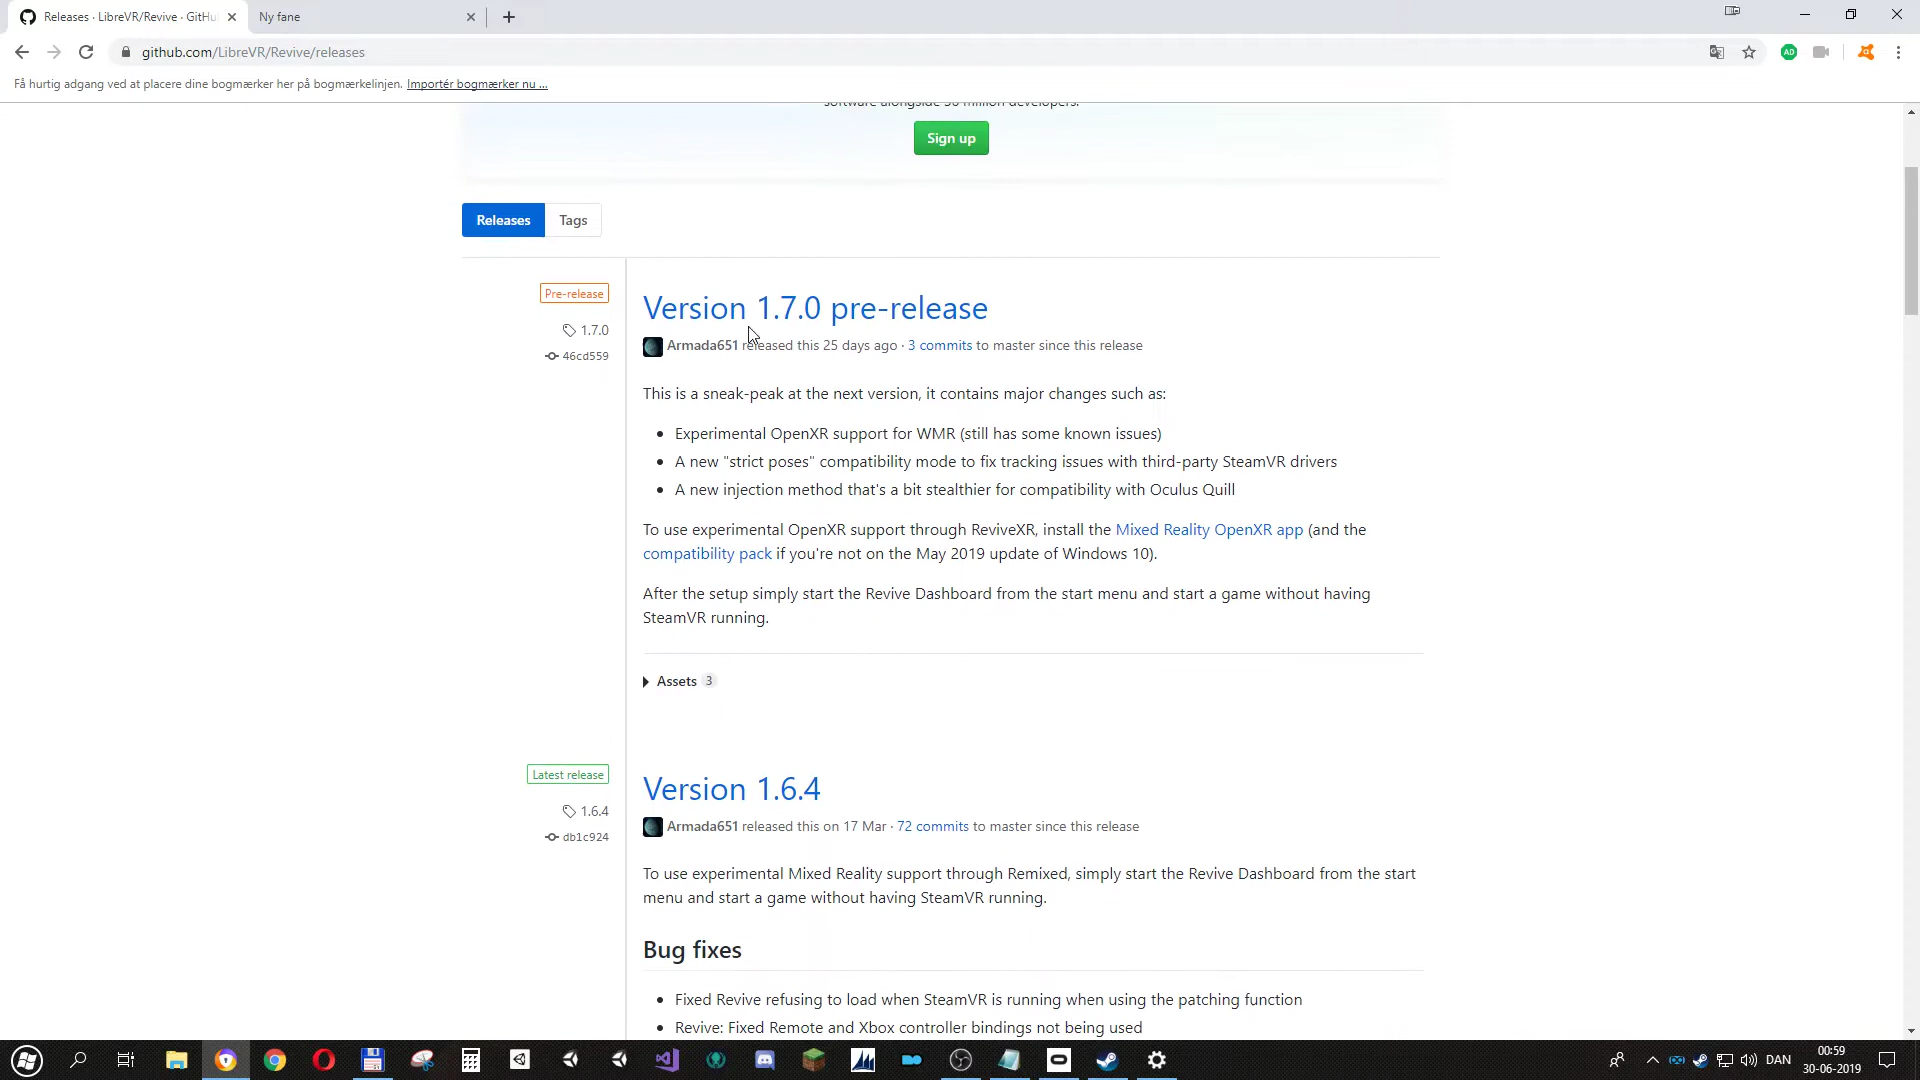 Releases · LibreVR/Revive · GitHu
Ny fane
github.com/LibreVR/Revive/releases
Få hurtig adgang ved at placere dine bogmærker her på bogmærkelinjen. Importér bogmærker nu ...
software alongside 36 million developers.
Sign up
Releases
Tags
Pre-release
1.7.0
46cd559
Version 1.7.0 pre-release
Armada651 released this 25 days ago · 3 commits to master since this release
This is a sneak-peak at the next version, it contains major changes such as:
• Experimental OpenXR support for WMR (still has some known issues)
• A new "strict poses" compatibility mode to fix tracking issues with third-party SteamVR drivers
• A new injection method that's a bit stealthier for compatibility with Oculus Quill
To use experimental OpenXR support through ReviveXR, install the Mixed Reality OpenXR app (and the
compatibility pack if you're not on the May 2019 update of Windows 10).
After the setup simply start the Revive Dashboard from the start menu and start a game without having
SteamVR running.
Assets 3
Latest release
1.6.4
db1c924
Version 1.6.4
Armada651 released this on 17 Mar · 72 commits to master since this release
To use experimental Mixed Reality support through Remixed, simply start the Revive Dashboard from the start
menu and start a game without having SteamVR running.
Bug fixes
• Fixed Revive refusing to load when SteamVR is running when using the patching function
• Revive: Fixed Remote and Xbox controller bindings not being used
DAN
00:59
30-06-2019